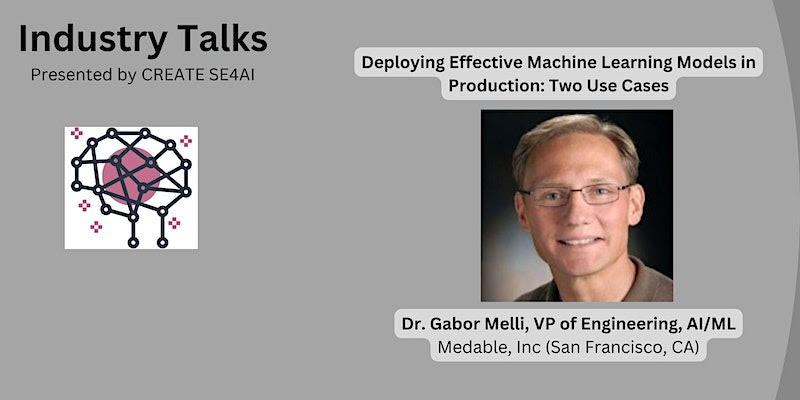 Industry Talks
Presented by CREATE SE4AI
Deploying Effective Machine Learning Models in
Production: Two Use Cases
Dr. Gabor Melli, VP of Engineering, AI/ML
Medable, Inc (San Francisco, CA)